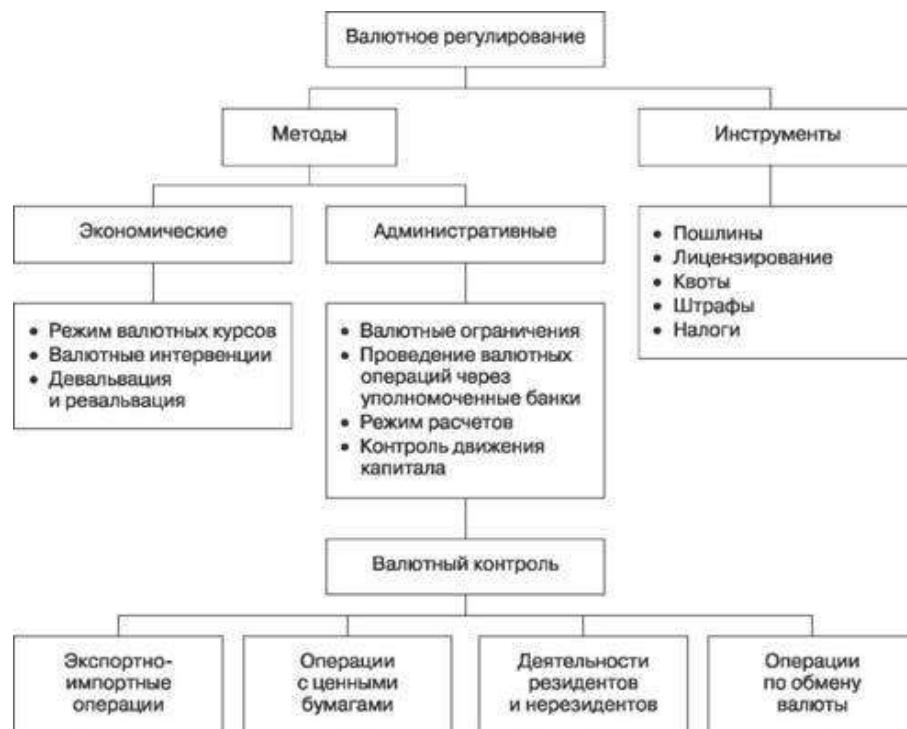 Валютное регулирование
Методы
Инструменты
Экономические
Административные
• Пошлины
• Лицензирование
• Квоты
• Штрафы
• Налоги
• Режим валютных курсов
• Валютные интервенции
• Девальвация
и ревальвация
• Валютные ограничения
• Проведение валютных
операций через
уполномоченные банки
• Режим расчетов
• Контроль движения
капитала
Валютный контроль
Экспортно-
импортные
операции
Операции
с ценными
бумагами
Деятельности
резидентов
и нерезидентов
Операции
по обмену
валюты